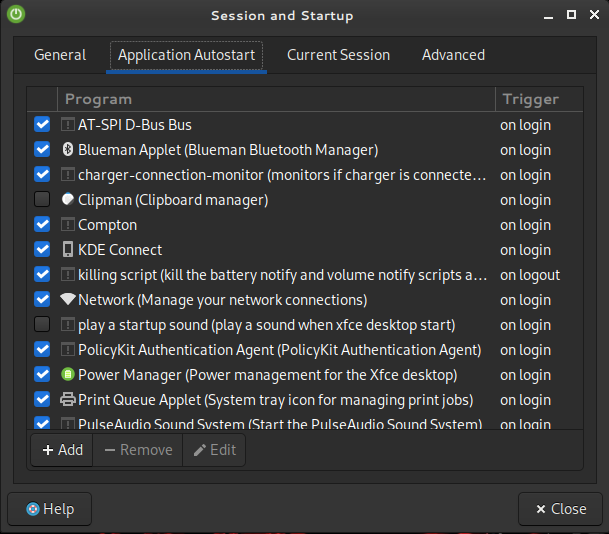 Session and Startup
General Application Autostart Current Session Advanced
Program Trigger
AT-SPI D-Bus Bus on login
Blueman Applet (Blueman Bluetooth Manager) on login
charger-connection-monitor (monitors if charger is connecte... on login
Clipman (Clipboard manager) on login
Compton on login
KDE Connect on login
killing script (kill the battery notify and volume notify scripts a... on logout
Network (Manage your network connections) on login
play a startup sound (play a sound when xfce desktop start) on login
PolicyKit Authentication Agent (PolicyKit Authentication Agent) on login
Power Manager (Power management for the Xfce desktop) on login
Print Queue Applet (System tray icon for managing print jobs) on login
PulseAudio Sound System (Start the PulseAudio Sound System) on login
Add Remove Edit
Help Close